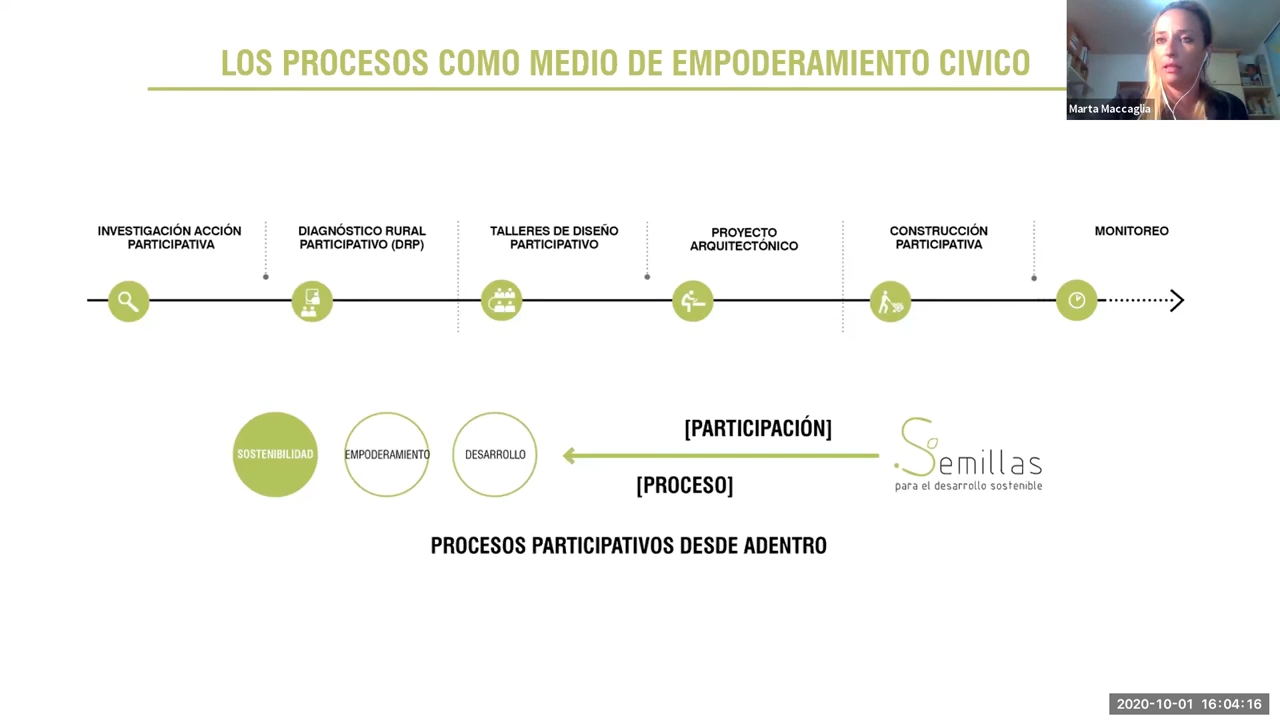 LOS PROCESOS COMO MEDIO DE EMPODERAMIENTO CIVICO
Marta Maccaglia
INVESTIGACIÓN ACCIÓN
PARTICIPATIVA
DIAGNÓSTICO RURAL
PARTICIPATIVO (DRP)
TALLERES DE DISEÑO
PARTICIPATIVO
PROYECTO
ARQUITECTÓNICO
CONSTRUCCIÓN
PARTICIPATIVA
MONITOREO
SOSTENIBILIDAD
EMPODERAMIENTO
DESARROLLO
[PARTICIPACIÓN]
[PROCESO]
Semillas
para el desarrollo sostenible
PROCESOS PARTICIPATIVOS DESDE ADENTRO
2020-10-01 16:04:16